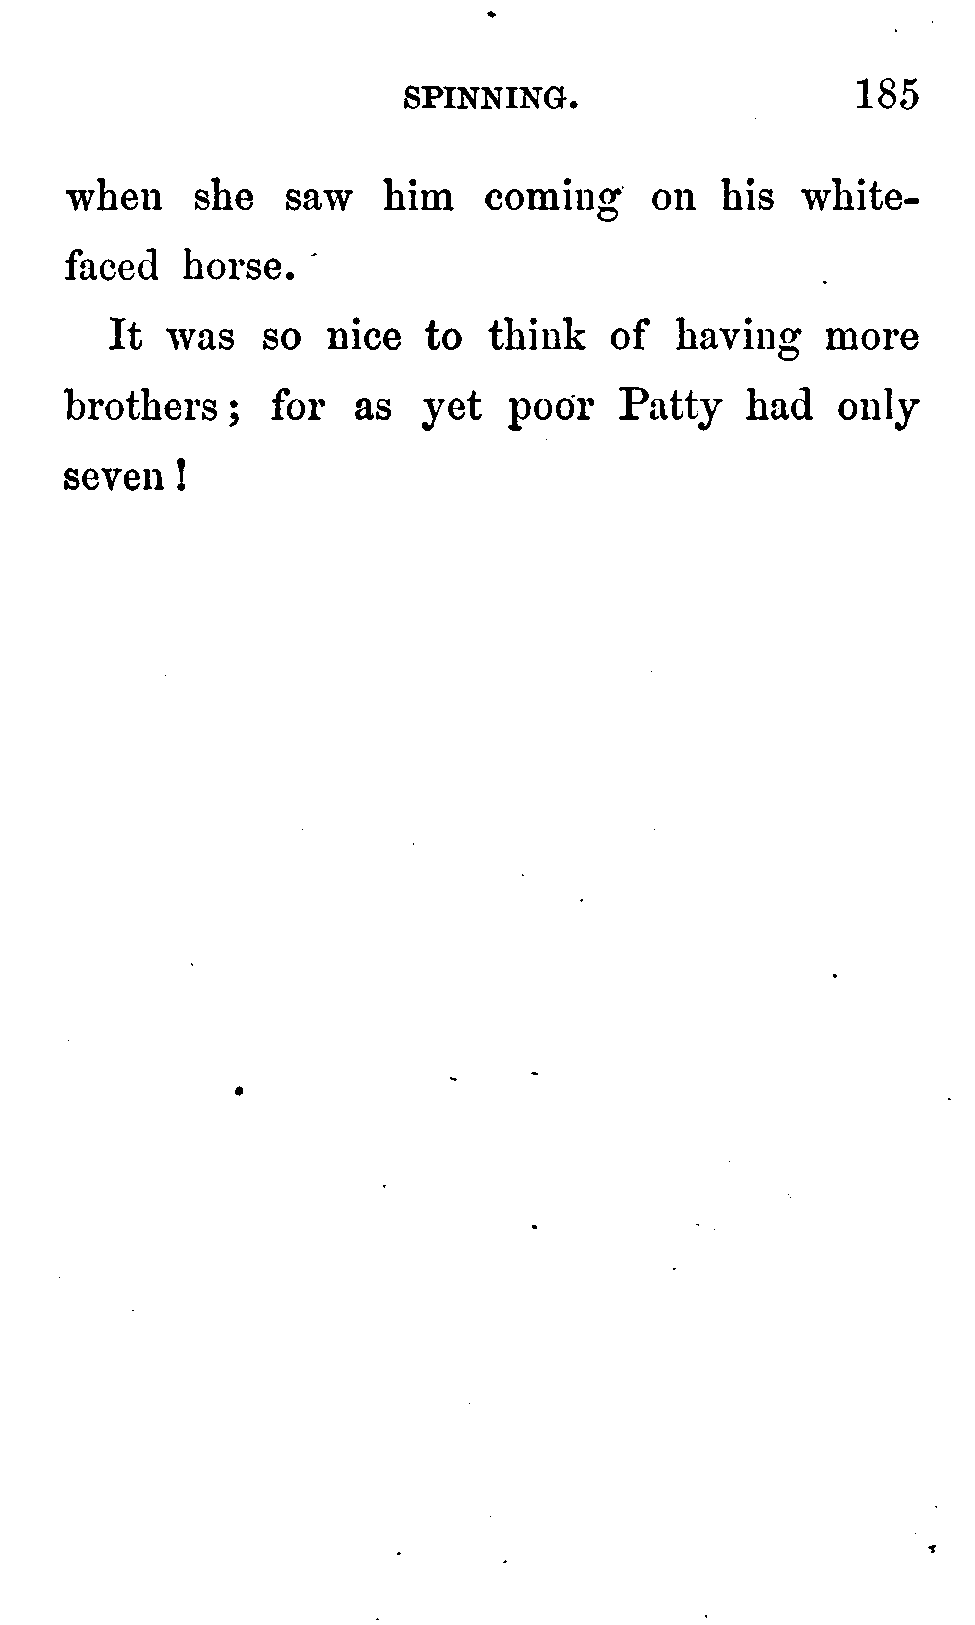 SPINNING. 185
when she saw him coming on his white-
faced horse.
It was so nice to think of having more
brothers; for as yet poor Patty had only
seven!